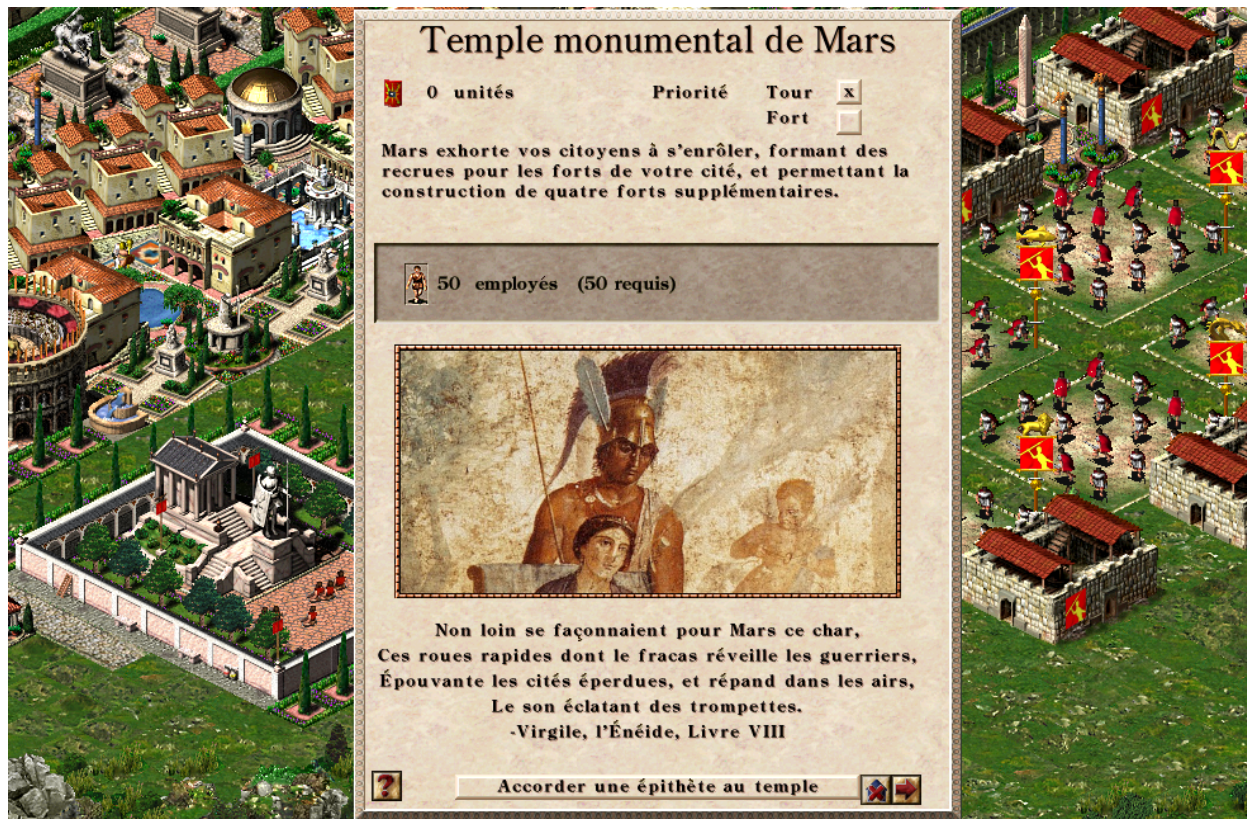 Temple monumental de Mars
0 unités Priorité Tour x
Fort
Mars exhorte vos citoyens à s'enrôler, formant des
recrues pour les forts de votre cité, et permettant la
construction de quatre forts supplémentaires.
50 employés (50 requis)
Non loin se façonnaient pour Mars ce char,
Ces roues rapides dont le fracas réveille les guerriers,
Épouvante les cités éperdues, et répand dans les airs,
Le son éclatant des trompettes.
-Virgile, l'Énéide, Livre VIII
? Accorder une épithète au temple